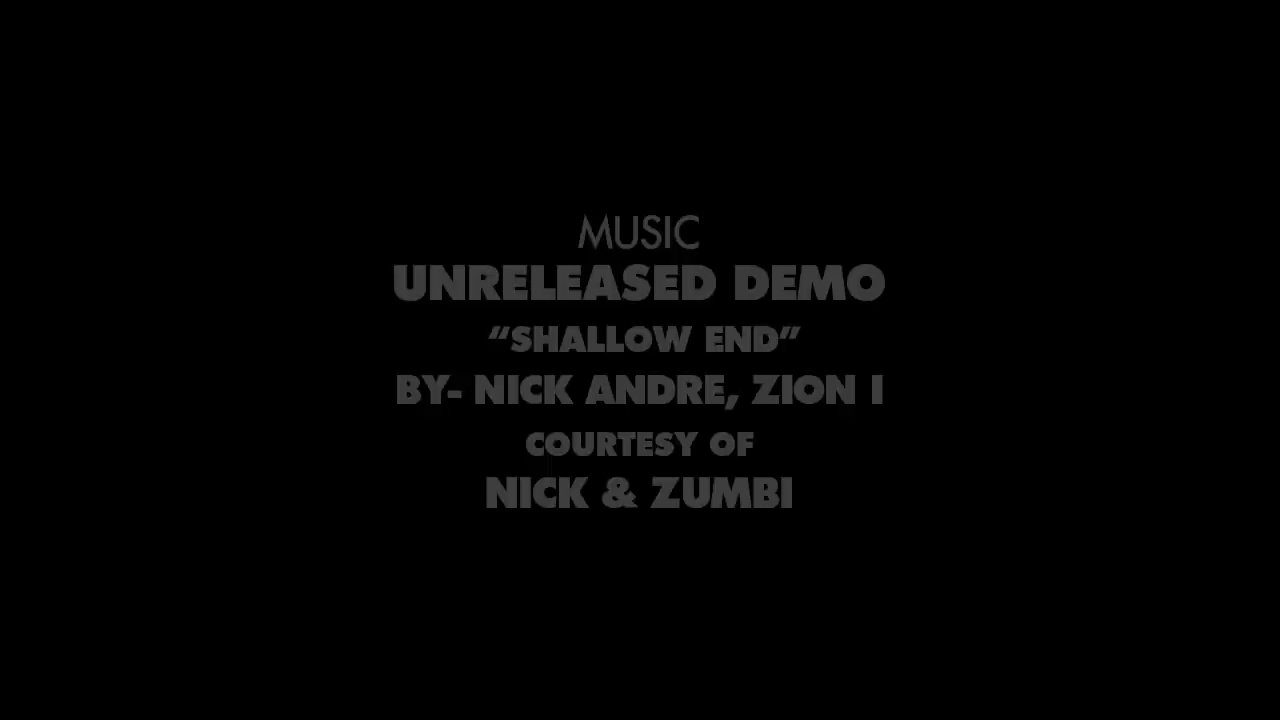 MUSIC
UNRELEASED DEMO
“SHALLOW END”
BY- NICK ANDRE, ZION I
COURTESY OF
NICK & ZUMBI